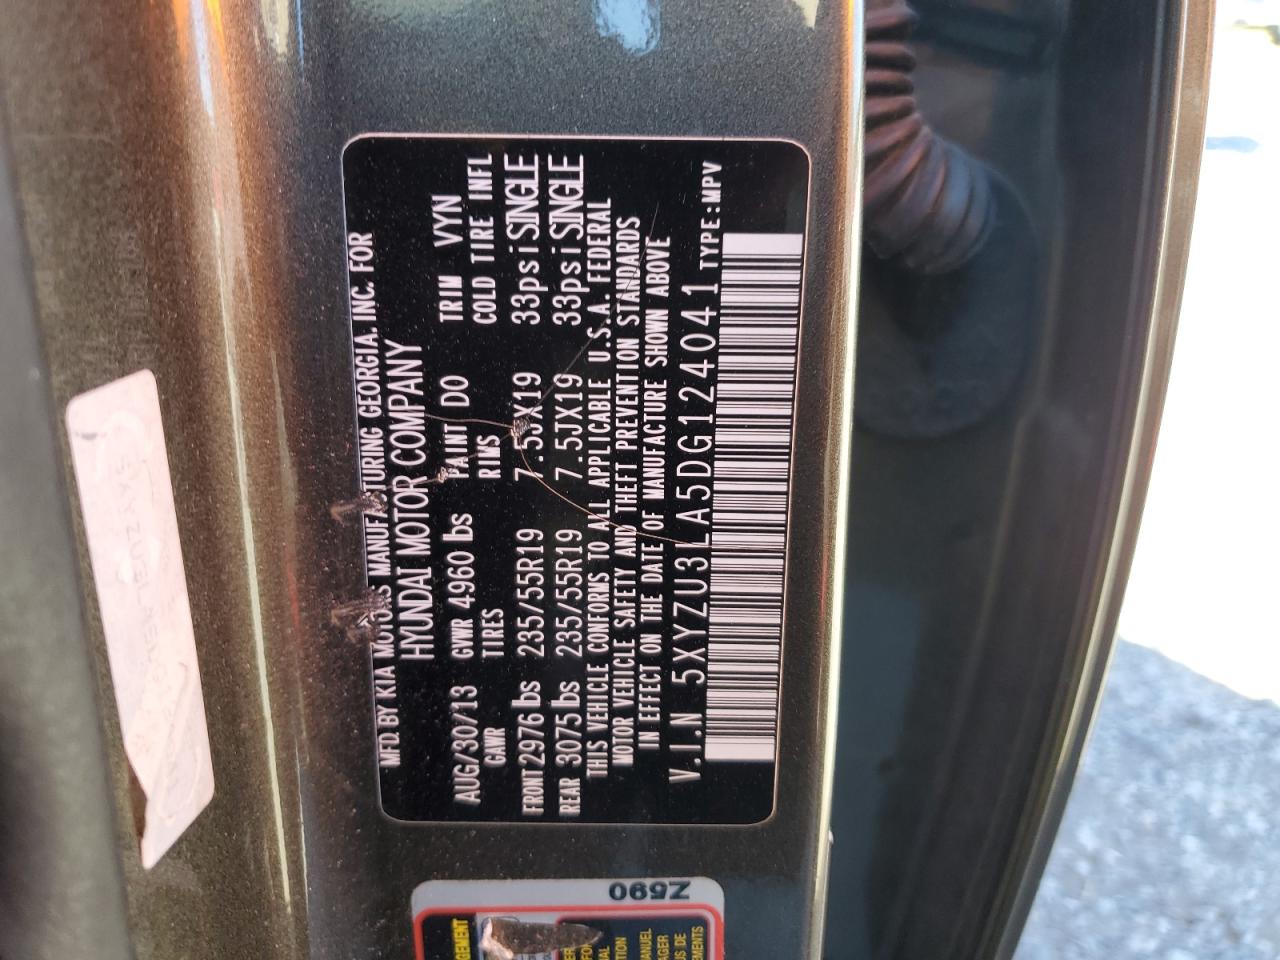 MFD. BY KIA MOTORS MANUFACTURING GEORGIA. INC. FOR
HYUNDAI MOTOR COMPANY
AUG/30/13 GVWR 4960 lbs PAINT DO TRIM VYN
GAWR TIRES RIMS COLD TIRE INFL
FRONT 2976 lbs 235/55R19 7.5JX19 33psi SINGLE
REAR 3075 lbs 235/55R19 7.5JX19 33psi SINGLE
THIS VEHICLE CONFORMS TO ALL APPLICABLE U.S.A. FEDERAL
MOTOR VEHICLE SAFETY AND THEFT PREVENTION STANDARDS
IN EFFECT ON THE DATE OF MANUFACTURE SHOWN ABOVE
V.I.N 5XYZU3LA5DG124041 TYPE:MPV
Z590